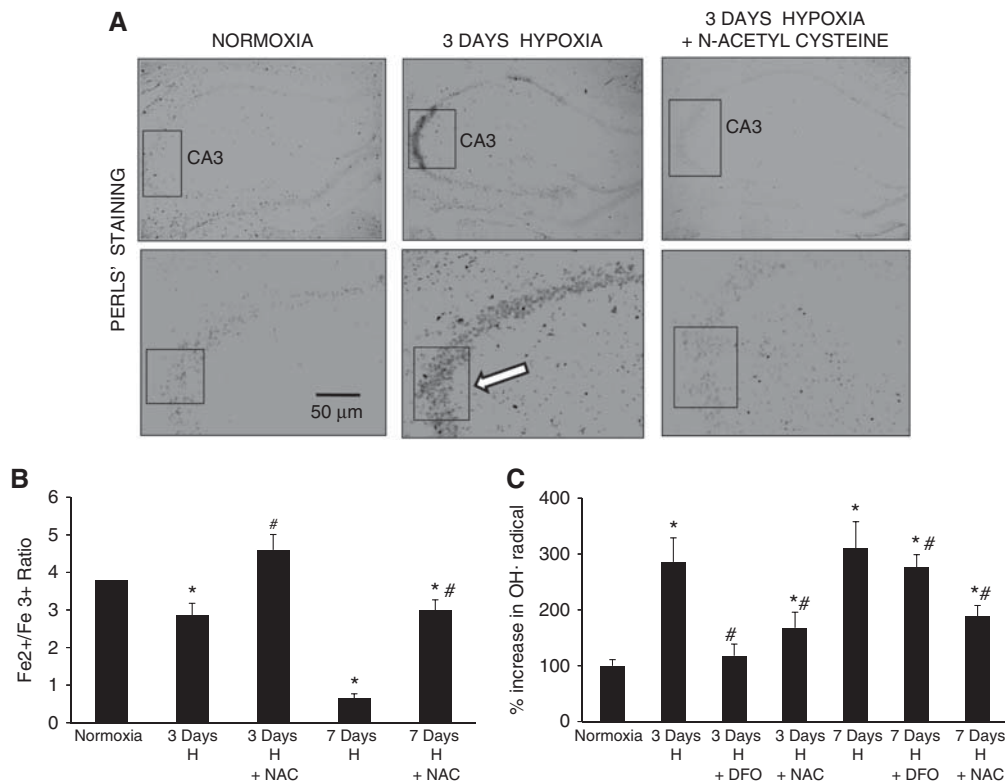 A
NORMOXIA
3 DAYS HYPOXIA
3 DAYS HYPOXIA
+ N-ACETYL CYSTEINE
PERLS' STAINING
CA3
CA3
CA3
50 µm
B
Fe2+/Fe 3+ Ratio
6
5
4
3
2
1
0
*
#
*
* #
Normoxia
3 Days
H
3 Days
H
+ NAC
7 Days
H
7 Days
H
+ NAC
C
% increase in OH· radical
400
300
200
100
0
*
#
*#
*
* #
*#
Normoxia
3 Days
H
3 Days
H
+ DFO
3 Days
H
+ NAC
7 Days
H
7 Days
H
+ DFO
7 Days
H
+ NAC